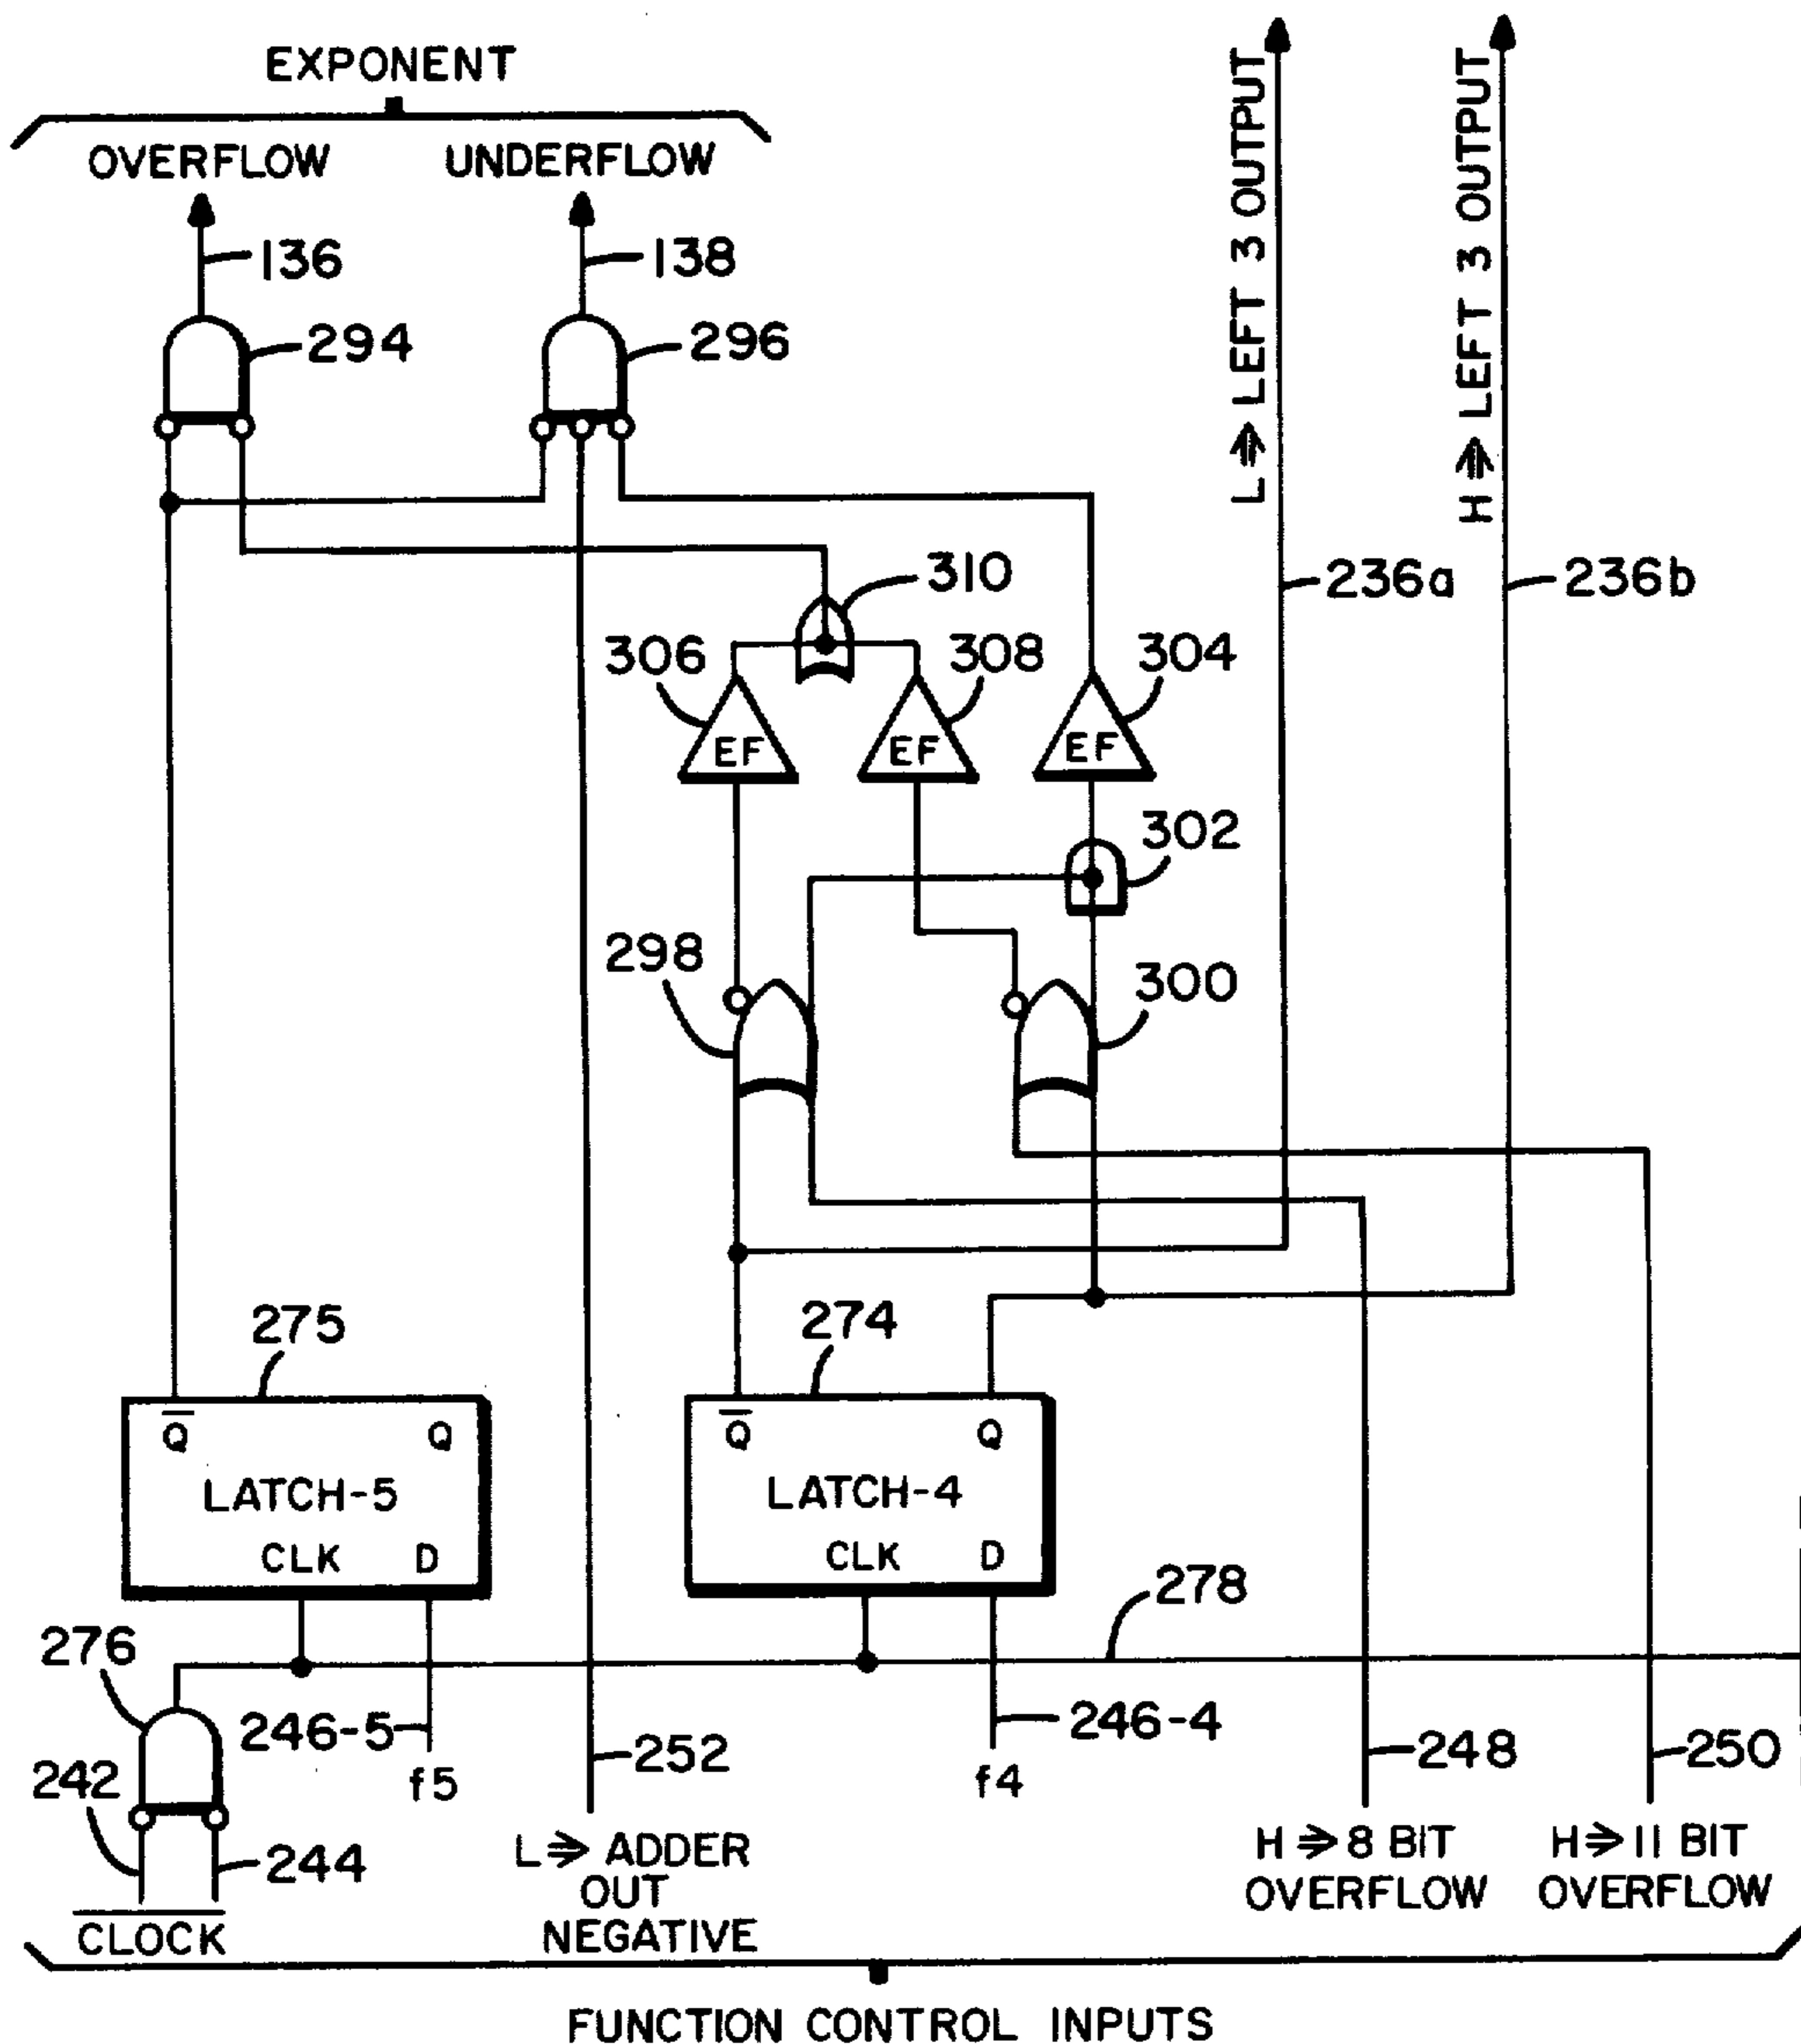 EXPONENT
OVERFLOW
UNDERFLOW
L ⇒ LEFT 3 OUTPUT
H ⇒ LEFT 3 OUTPUT
136
138
294
296
310
236a
236b
306
308
304
EF
EF
EF
302
298
300
275
274
Q̅
Q
LATCH-5
CLK
D
Q̅
Q
LATCH-4
CLK
D
278
276
246-5
246-4
252
248
250
f5
f4
242
244
C̅L̅O̅C̅K̅
L ⇒ ADDER
OUT
NEGATIVE
H ⇒ 8 BIT
OVERFLOW
H ⇒ 11 BIT
OVERFLOW
FUNCTION CONTROL INPUTS